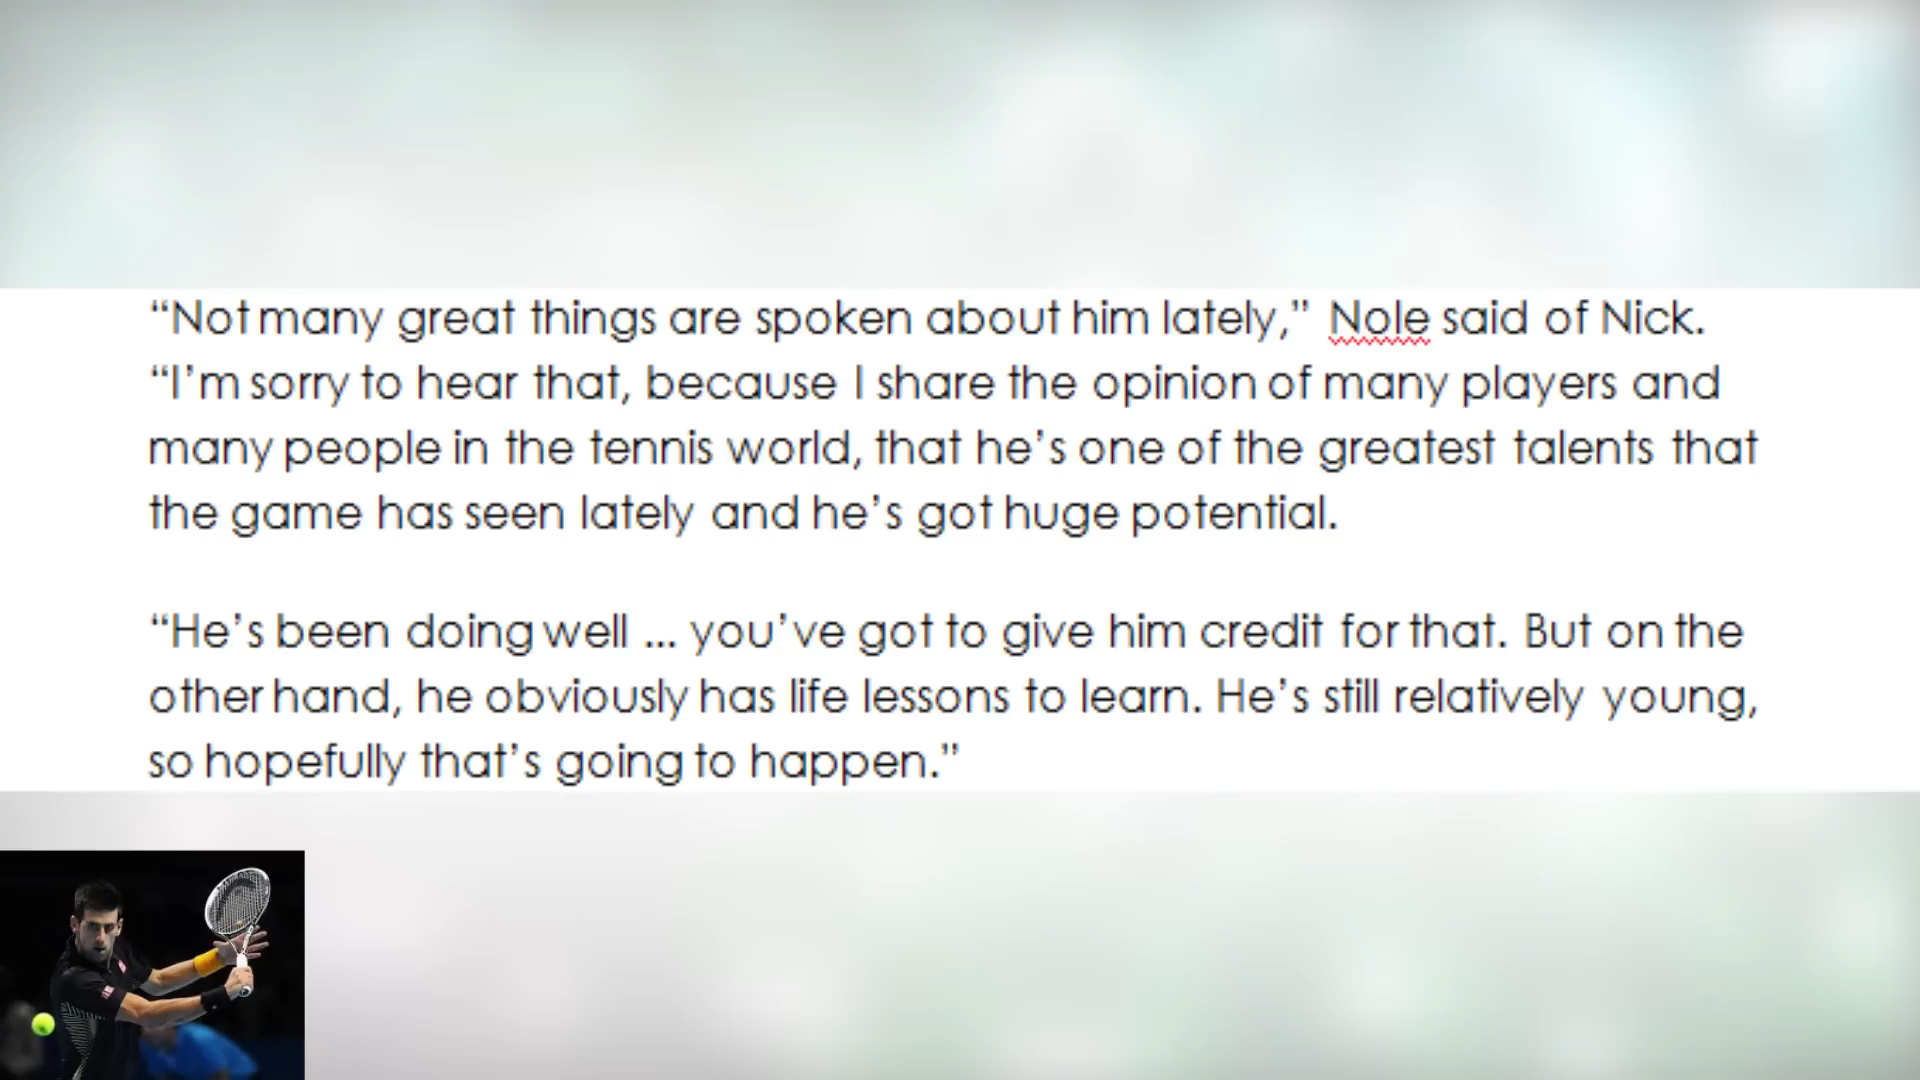 “Not many great things are spoken about him lately,” Nole said of Nick.
“I’m sorry to hear that, because I share the opinion of many players and
many people in the tennis world, that he’s one of the greatest talents that
the game has seen lately and he’s got huge potential.
“He’s been doing well ... you’ve got to give him credit for that. But on the
other hand, he obviously has life lessons to learn. He’s still relatively young,
so hopefully that’s going to happen.”